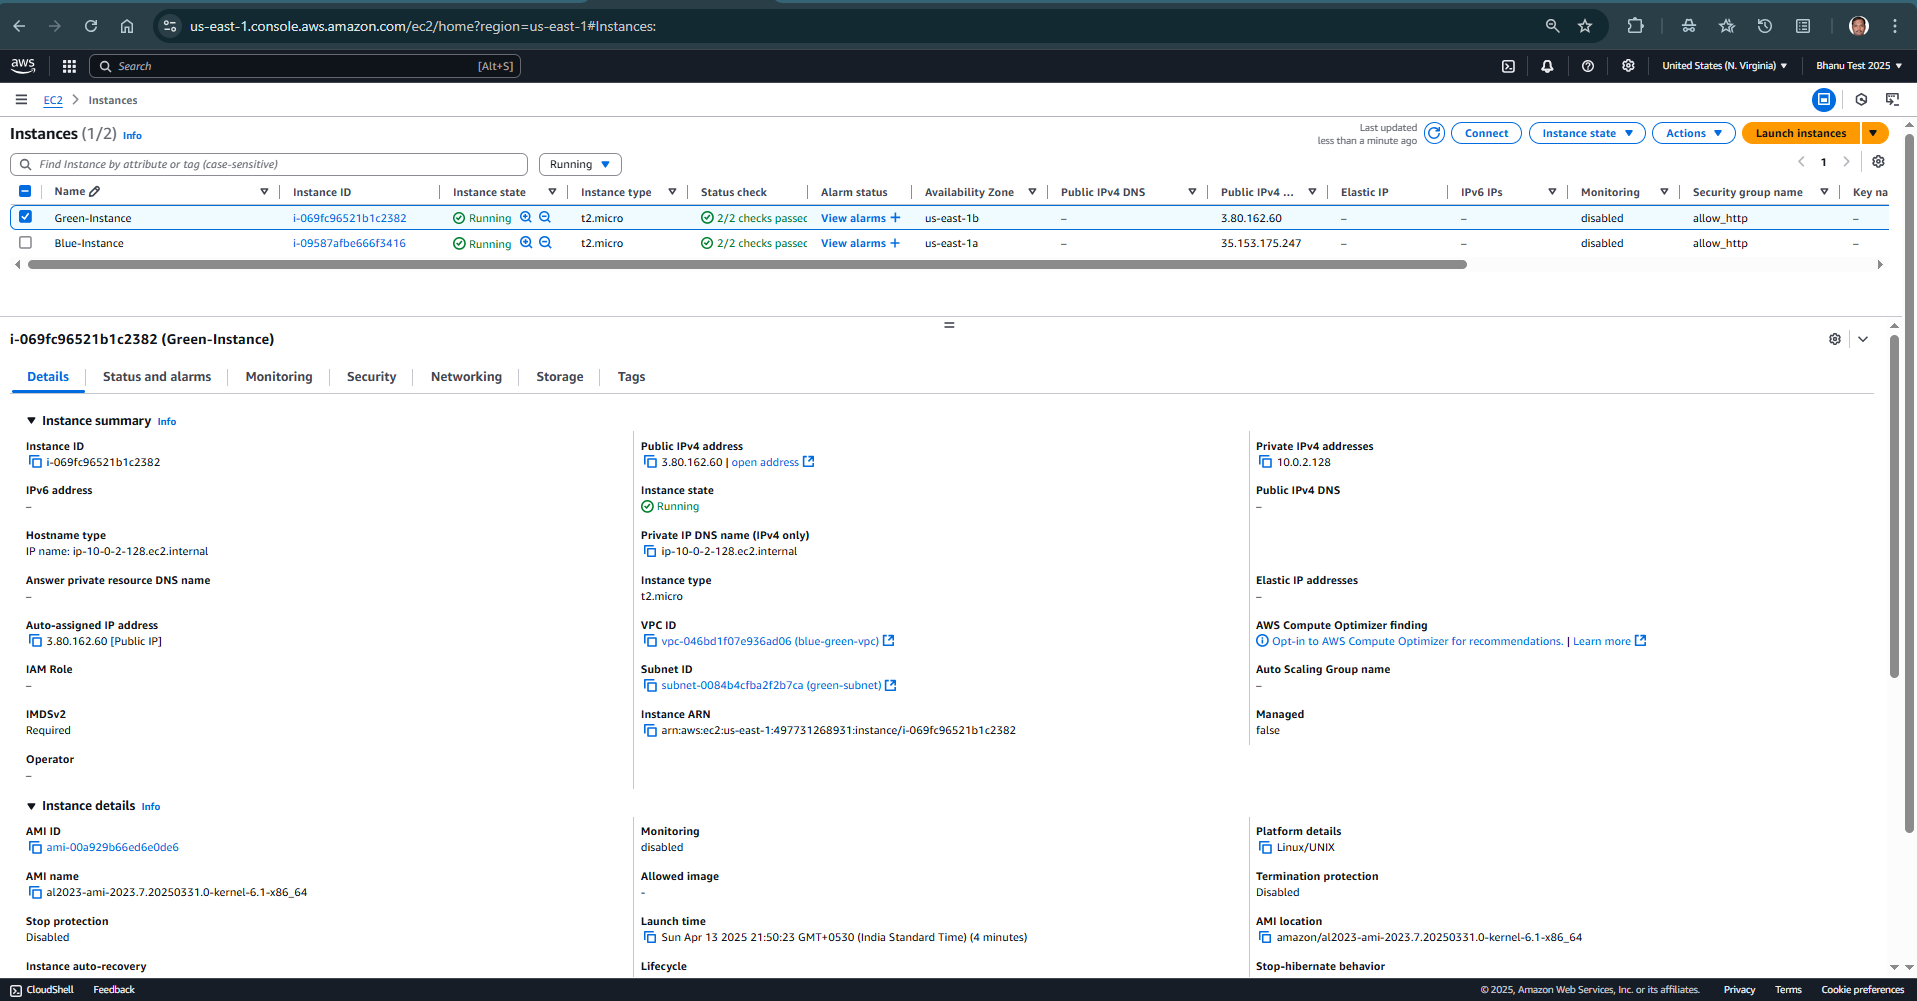 us-east-1.console.aws.amazon.com/ec2/home?region=us-east-1#Instances:
aws Search [Alt+S] United States (N. Virginia) Bhanu Test 2025
EC2 Instances
Instances (1/2) Info
Last updated
less than a minute ago
Connect Instance state Actions Launch instances
Find Instance by attribute or tag (case-sensitive) Running 1
Name Instance ID Instance state Instance type Status check Alarm status Availability Zone Public IPv4 DNS Public IPv4 ... Elastic IP IPv6 IPs Monitoring Security group name Key na
Green-Instance i-069fc96521b1c2382 Running t2.micro 2/2 checks passec View alarms + us-east-1b – 3.80.162.60 – – disabled allow_http –
Blue-Instance i-09587afbe666f3416 Running t2.micro 2/2 checks passec View alarms + us-east-1a – 35.153.175.247 – – disabled allow_http –
i-069fc96521b1c2382 (Green-Instance)
Details Status and alarms Monitoring Security Networking Storage Tags
Instance summary Info
Instance ID Public IPv4 address Private IPv4 addresses
i-069fc96521b1c2382 3.80.162.60 | open address 10.0.2.128
IPv6 address Instance state Public IPv4 DNS
– Running –
Hostname type Private IP DNS name (IPv4 only)
IP name: ip-10-0-2-128.ec2.internal ip-10-0-2-128.ec2.internal
Answer private resource DNS name Instance type Elastic IP addresses
– t2.micro –
Auto-assigned IP address VPC ID AWS Compute Optimizer finding
3.80.162.60 [Public IP] vpc-046bd1f07e936ad06 (blue-green-vpc) Opt-in to AWS Compute Optimizer for recommendations. | Learn more
IAM Role Subnet ID Auto Scaling Group name
– subnet-0084b4cfba2f2b7ca (green-subnet) –
IMDSv2 Instance ARN Managed
Required arn:aws:ec2:us-east-1:497731268931:instance/i-069fc96521b1c2382 false
Operator
–
Instance details Info
AMI ID Monitoring Platform details
ami-00a929b66ed6e0de6 disabled Linux/UNIX
AMI name Allowed image Termination protection
al2023-ami-2023.7.20250331.0-kernel-6.1-x86_64 - Disabled
Stop protection Launch time AMI location
Disabled Sun Apr 13 2025 21:50:23 GMT+0530 (India Standard Time) (4 minutes) amazon/al2023-ami-2023.7.20250331.0-kernel-6.1-x86_64
Instance auto-recovery Lifecycle Stop-hibernate behavior
CloudShell Feedback © 2025, Amazon Web Services, Inc. or its affiliates. Privacy Terms Cookie preferences